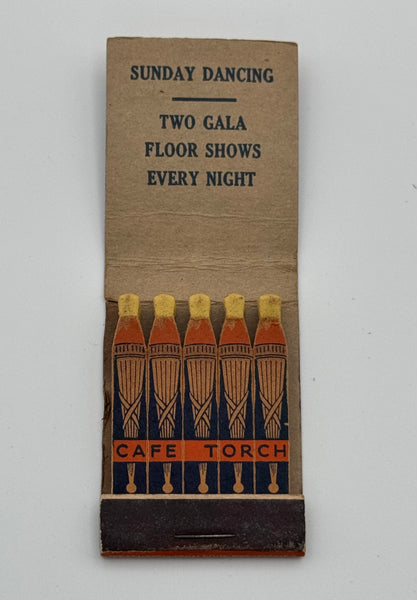 SUNDAY DANCING
TWO GALA
FLOOR SHOWS
EVERY NIGHT
CAFE TORCH